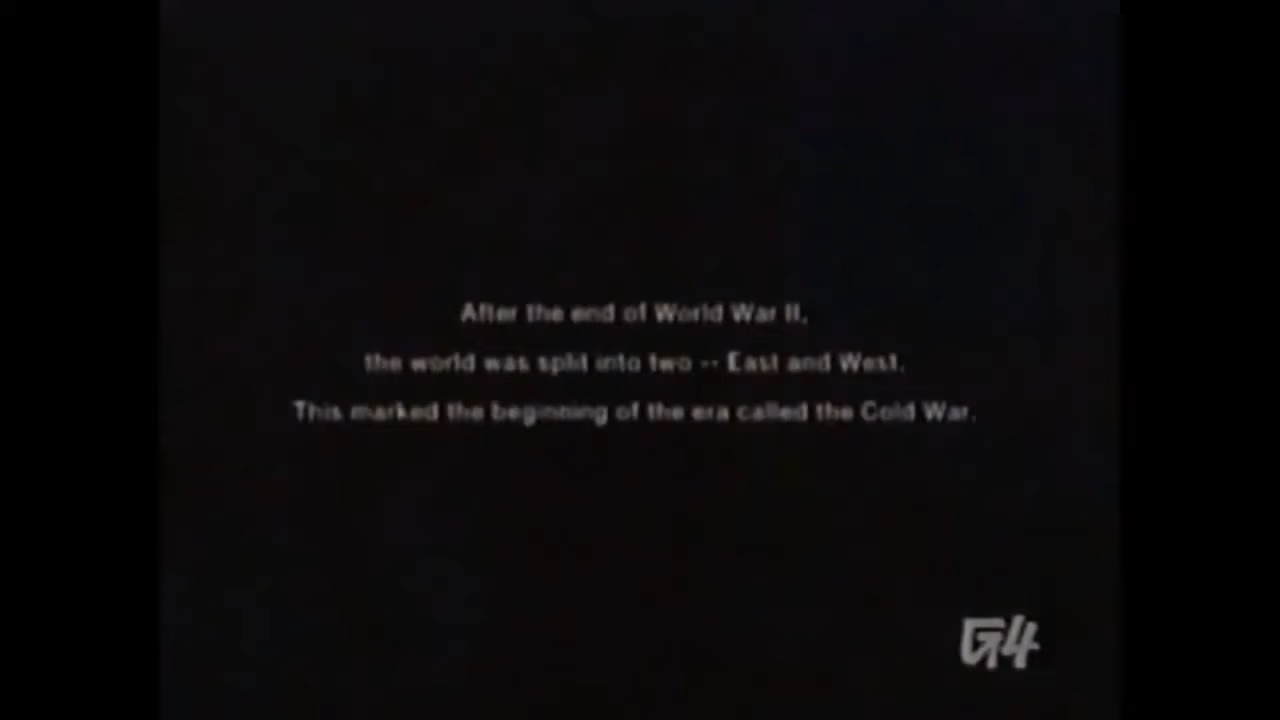 After the end of World War II,
the world was split into two -- East and West.
This marked the beginning of the era called the Cold War.
G4